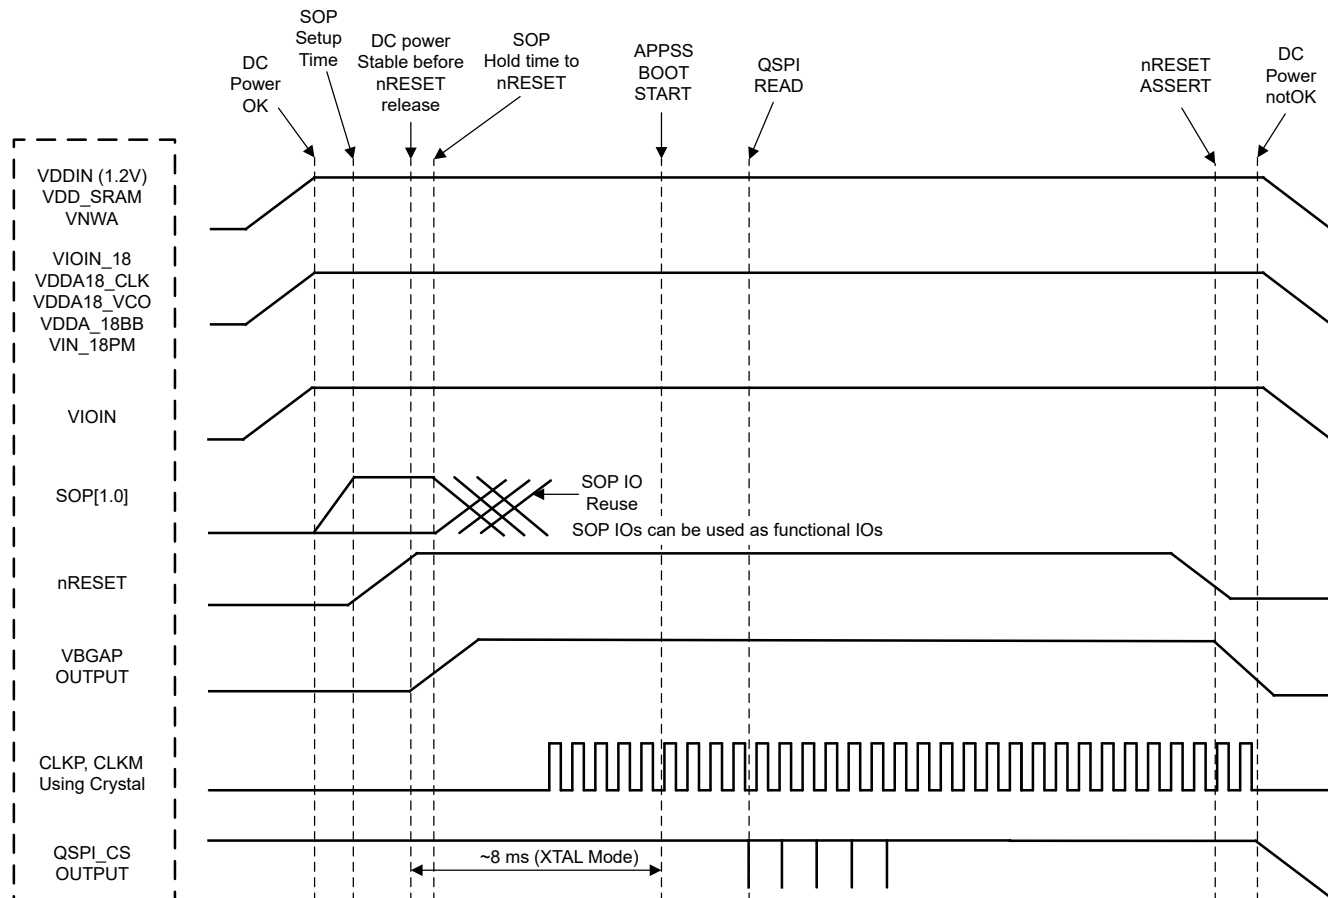 SOP
Setup
Time
DC
Power
OK
DC power
Stable before
nRESET
release
SOP
Hold time to
nRESET
APPSS
BOOT
START
QSPI
READ
nRESET
ASSERT
DC
Power
notOK
VDDIN (1.2V)
VDD_SRAM
VNWA
VIOIN_18
VDDA18_CLK
VDDA18_VCO
VDDA_18BB
VIN_18PM
VIOIN
SOP[1.0]
SOP IO
Reuse
SOP IOs can be used as functional IOs
nRESET
VBGAP
OUTPUT
CLKP, CLKM
Using Crystal
QSPI_CS
OUTPUT
~8 ms (XTAL Mode)